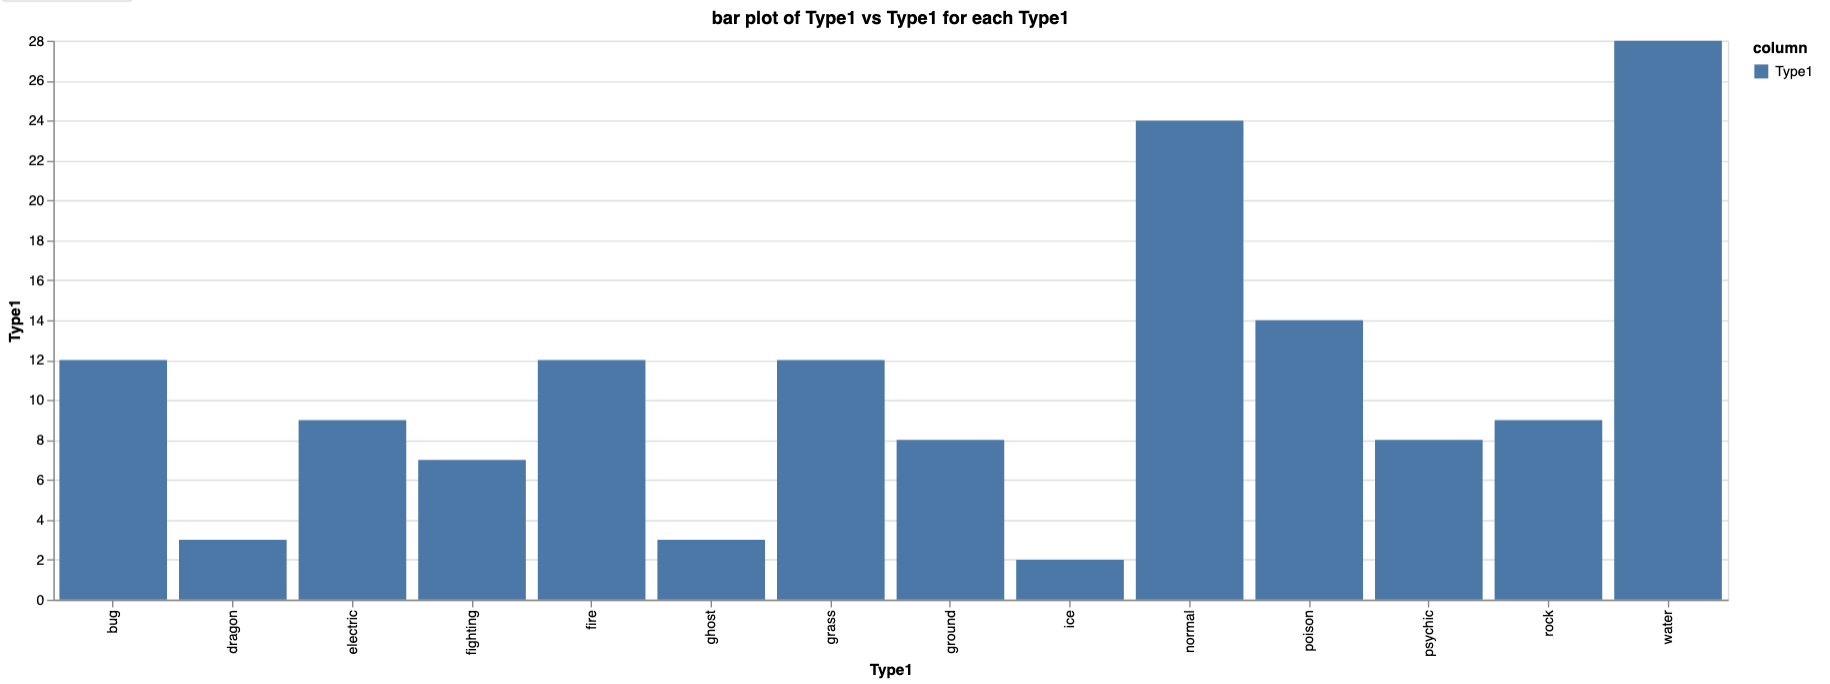 bar plot of Type1 vs Type1 for each Type1
column
Type1
28
26
24
22
20
18
16
14
12
10
8
6
4
2
0
Type1
bug
dragon
electric
fighting
fire
ghost
grass
ground
ice
normal
poison
psychic
rock
water
Type1